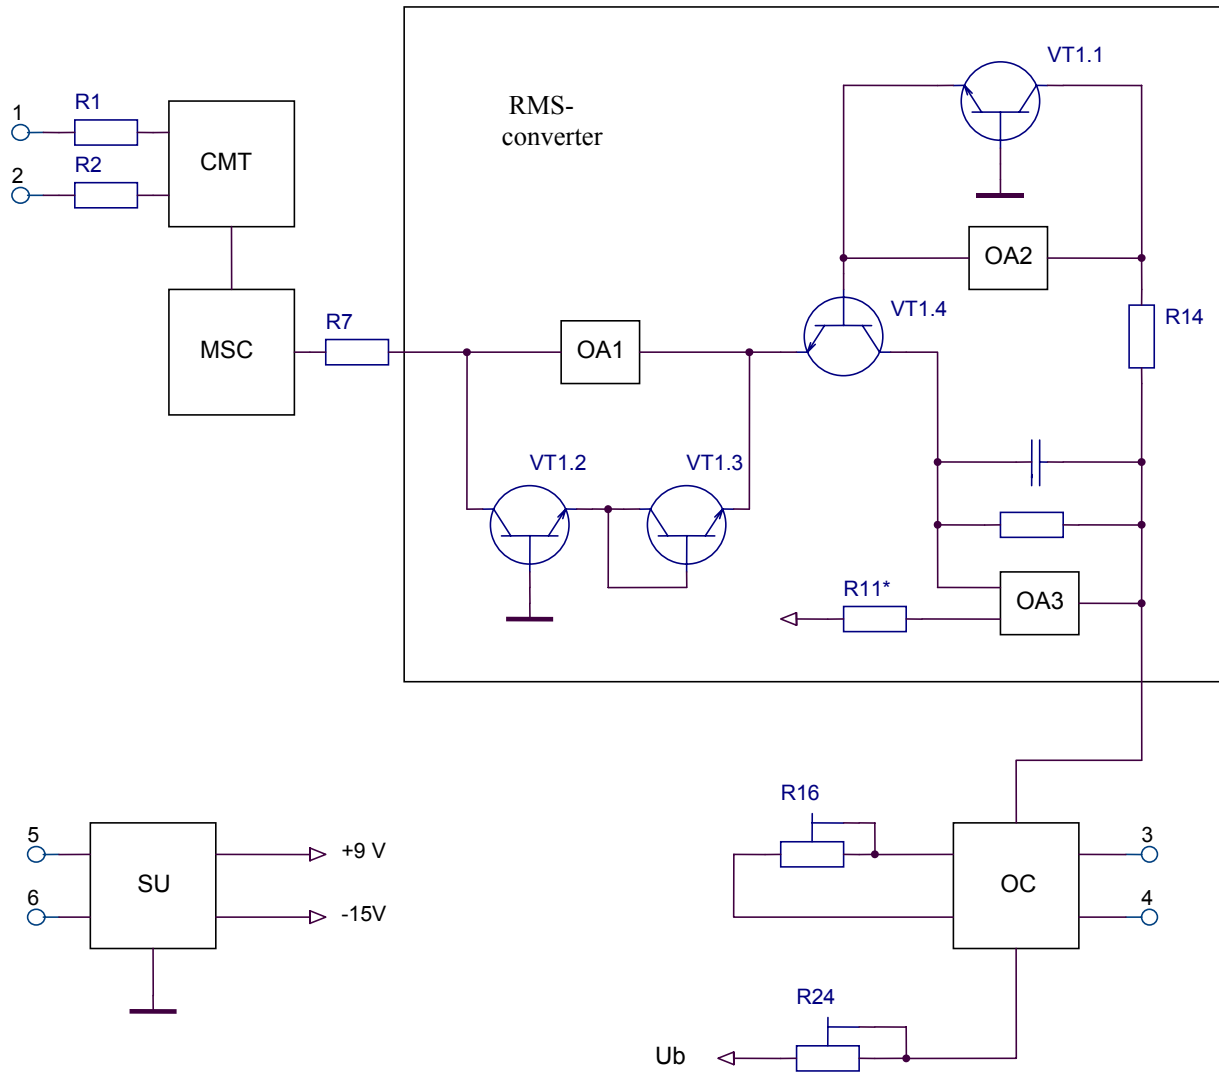 VT1.1
RMS-
converter
1
R1
2
R2
CMT
OA2
VT1.4
R14
R7
MSC
OA1
VT1.2
VT1.3
R11*
OA3
R16
5
+9 V
3
SU
OC
6
-15V
4
R24
Ub